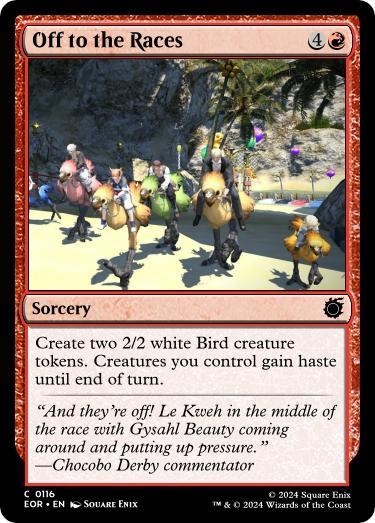 Off to the Races 4
Sorcery
Create two 2/2 white Bird creature
tokens. Creatures you control gain haste
until end of turn.
“And they’re off! Le Kweh in the middle of
the race with Gysahl Beauty coming
around and putting up pressure.”
—Chocobo Derby commentator
C 0116 © 2024 Square Enix
EOR • EN Square Enix ™ & © 2024 Wizards of the Coast